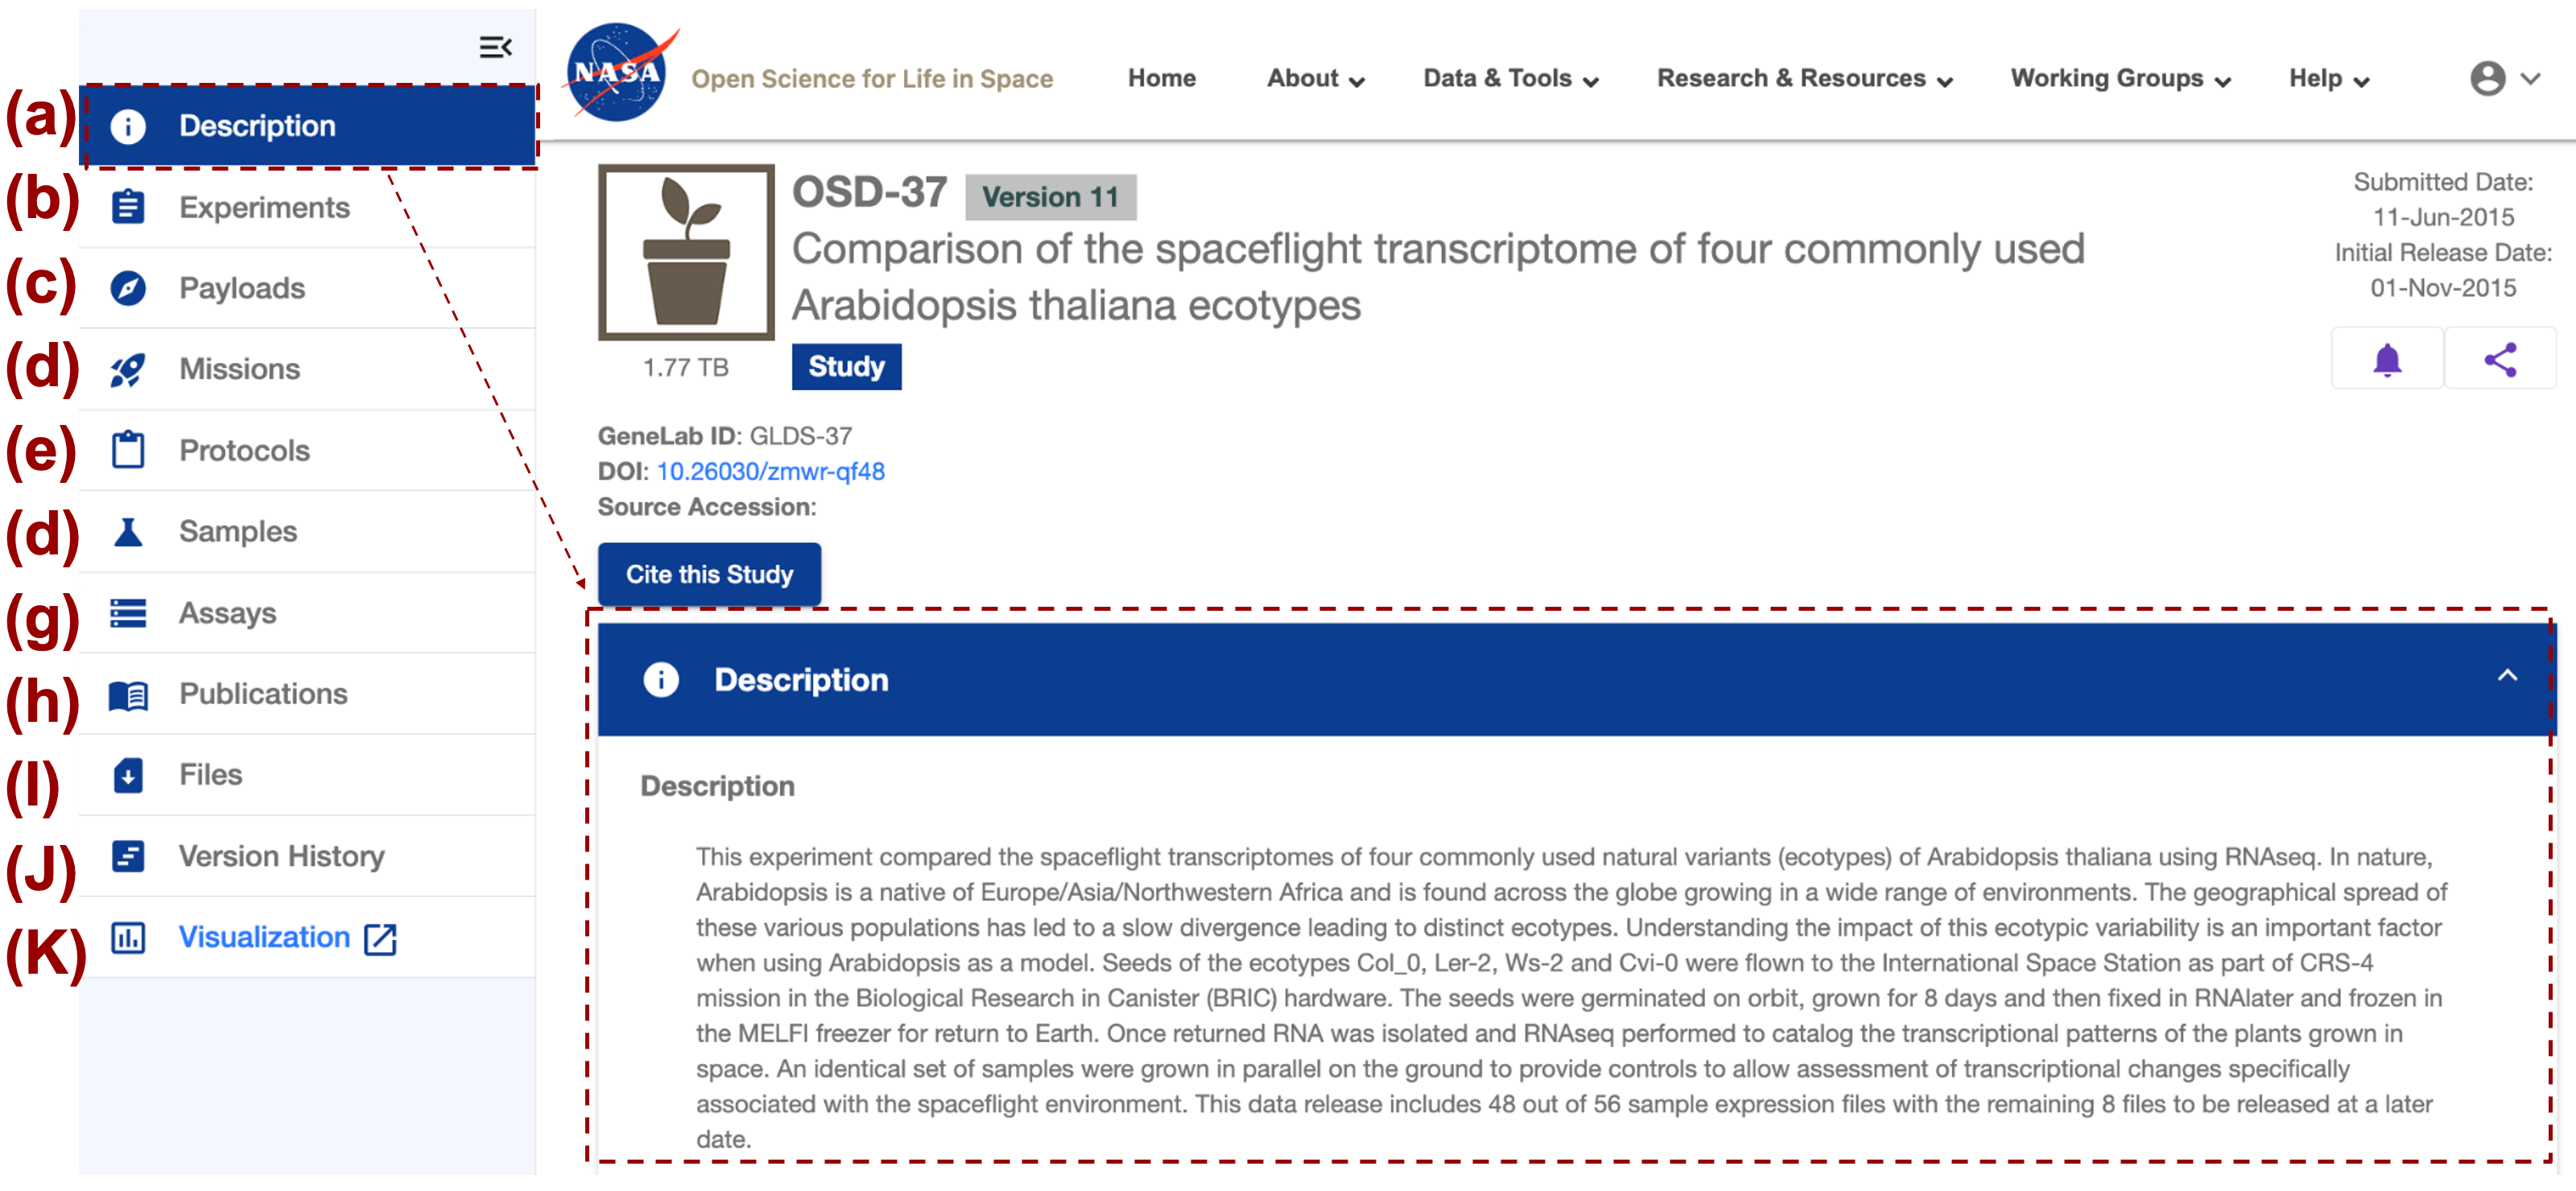 (a) Description
(b) Experiments
(c) Payloads
(d) Missions
(e) Protocols
(d) Samples
(g) Assays
(h) Publications
(I) Files
(J) Version History
(K) Visualization
NASA Open Science for Life in Space Home About Data & Tools Research & Resources Working Groups Help
OSD-37 Version 11
Comparison of the spaceflight transcriptome of four commonly used
Arabidopsis thaliana ecotypes
1.77 TB Study
Submitted Date:
11-Jun-2015
Initial Release Date:
01-Nov-2015
GeneLab ID: GLDS-37
DOI: 10.26030/zmwr-qf48
Source Accession:
Cite this Study
Description
Description
This experiment compared the spaceflight transcriptomes of four commonly used natural variants (ecotypes) of Arabidopsis thaliana using RNAseq. In nature,
Arabidopsis is a native of Europe/Asia/Northwestern Africa and is found across the globe growing in a wide range of environments. The geographical spread of
these various populations has led to a slow divergence leading to distinct ecotypes. Understanding the impact of this ecotypic variability is an important factor
when using Arabidopsis as a model. Seeds of the ecotypes Col_0, Ler-2, Ws-2 and Cvi-0 were flown to the International Space Station as part of CRS-4
mission in the Biological Research in Canister (BRIC) hardware. The seeds were germinated on orbit, grown for 8 days and then fixed in RNAlater and frozen in
the MELFI freezer for return to Earth. Once returned RNA was isolated and RNAseq performed to catalog the transcriptional patterns of the plants grown in
space. An identical set of samples were grown in parallel on the ground to provide controls to allow assessment of transcriptional changes specifically
associated with the spaceflight environment. This data release includes 48 out of 56 sample expression files with the remaining 8 files to be released at a later
date.